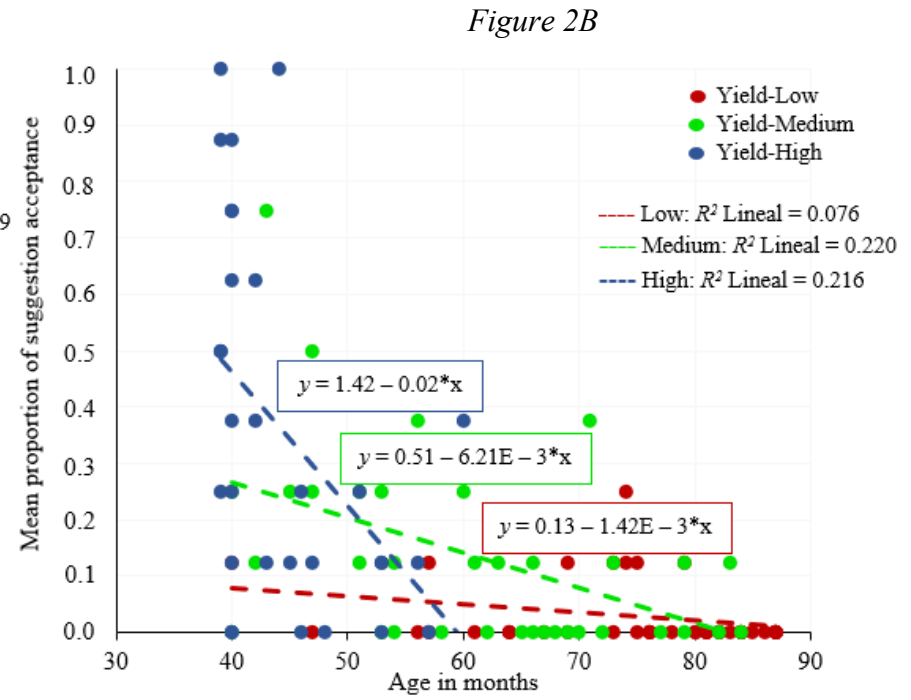 Figure 2B
Mean proportion of suggestion acceptance
1.0
0.9
0.8
0.7
0.6
0.5
0.4
0.3
0.2
0.1
0.0
9
Yield-Low
Yield-Medium
Yield-High
Low: R² Lineal = 0.076
Medium: R² Lineal = 0.220
High: R² Lineal = 0.216
y = 1.42 – 0.02*x
y = 0.51 – 6.21E – 3*x
y = 0.13 – 1.42E – 3*x
30 40 50 60 70 80 90
Age in months